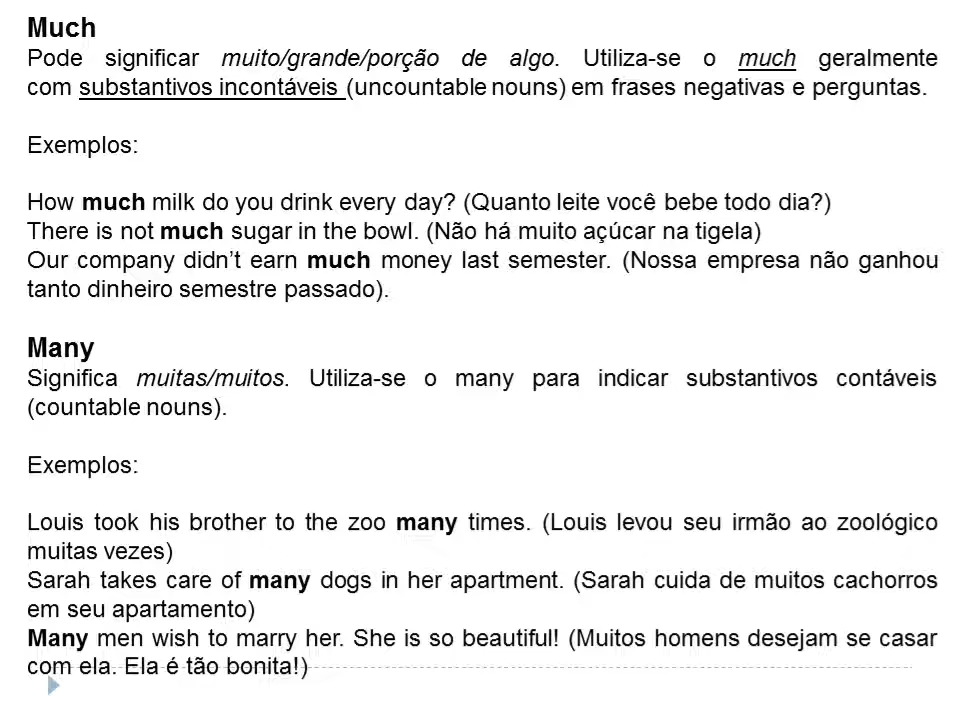 Much
Pode significar muito/grande/porção de algo. Utiliza-se o much geralmente
com substantivos incontáveis (uncountable nouns) em frases negativas e perguntas.
Exemplos:
How much milk do you drink every day? (Quanto leite você bebe todo dia?)
There is not much sugar in the bowl. (Não há muito açúcar na tigela)
Our company didn’t earn much money last semester. (Nossa empresa não ganhou
tanto dinheiro semestre passado).
Many
Significa muitas/muitos. Utiliza-se o many para indicar substantivos contáveis
(countable nouns).
Exemplos:
Louis took his brother to the zoo many times. (Louis levou seu irmão ao zoológico
muitas vezes)
Sarah takes care of many dogs in her apartment. (Sarah cuida de muitos cachorros
em seu apartamento)
Many men wish to marry her. She is so beautiful! (Muitos homens desejam se casar
com ela. Ela é tão bonita!)